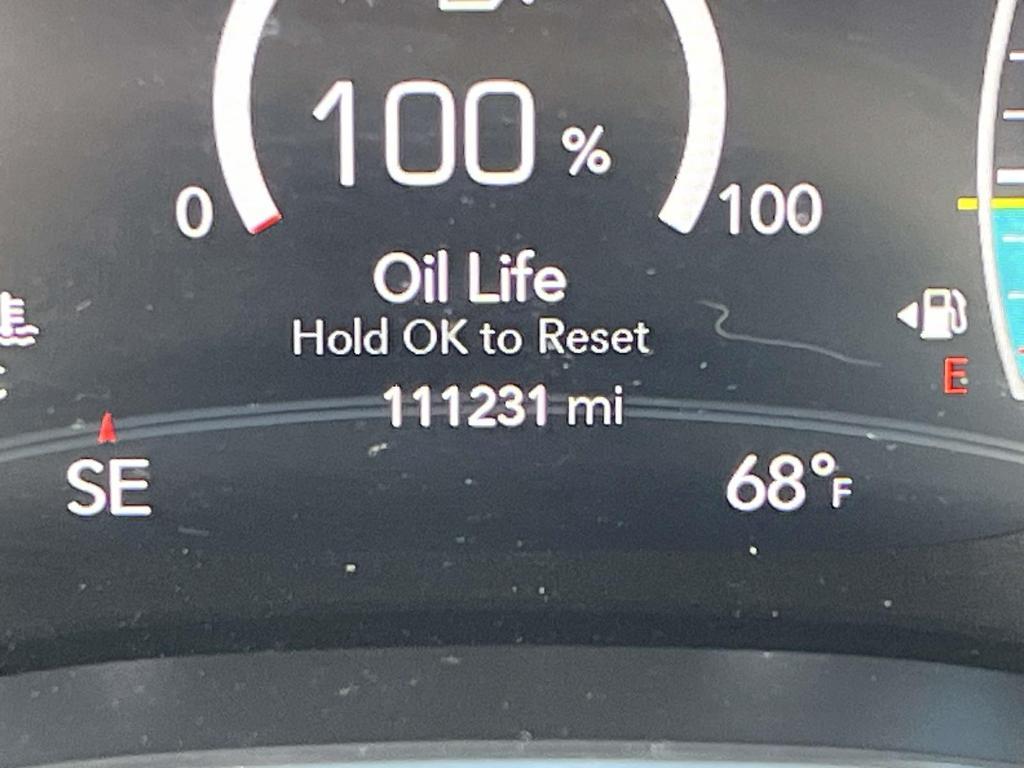 100 %
0 100
Oil Life
Hold OK to Reset
E
111231 mi
SE 68°F